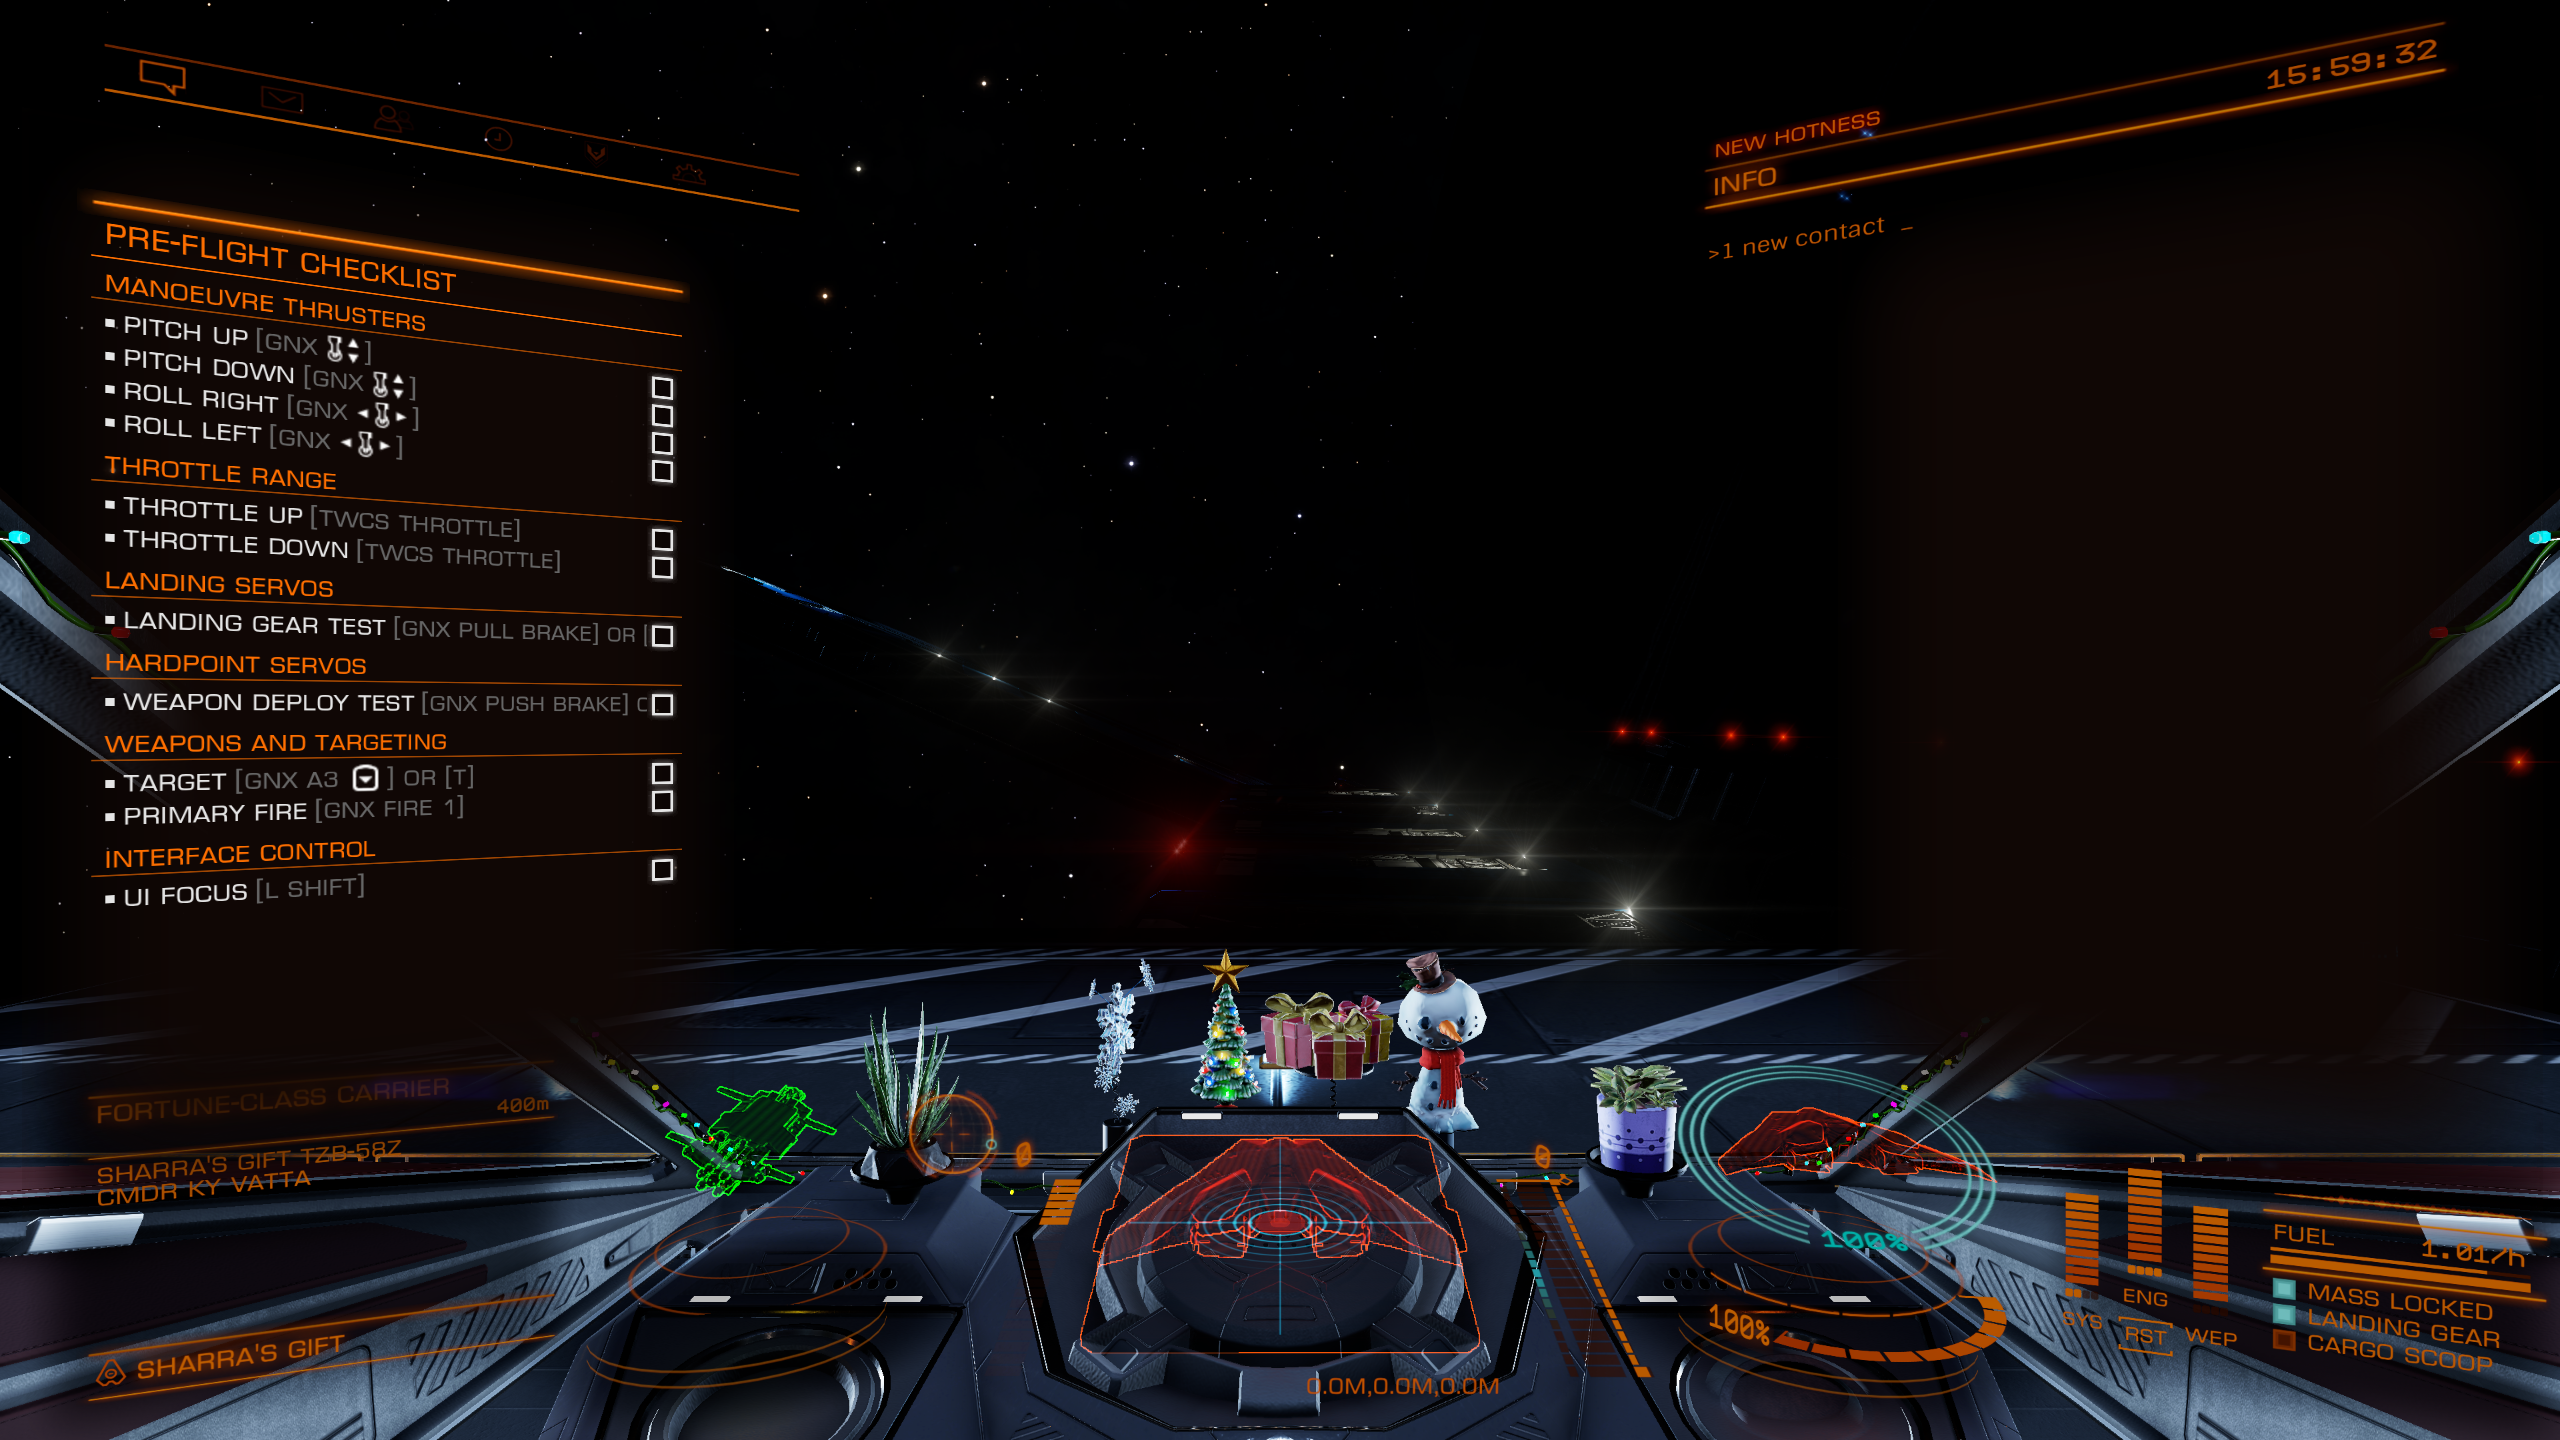 PRE-FLIGHT CHECKLIST
MANOEUVRE THRUSTERS
PITCH UP [GNX ]
PITCH DOWN [GNX ]
ROLL RIGHT [GNX ]
ROLL LEFT [GNX ]
THROTTLE RANGE
THROTTLE UP [TWCS THROTTLE]
THROTTLE DOWN [TWCS THROTTLE]
LANDING SERVOS
LANDING GEAR TEST [GNX PULL BRAKE] OR [
HARDPOINT SERVOS
WEAPON DEPLOY TEST [GNX PUSH BRAKE] O
WEAPONS AND TARGETING
TARGET [GNX A3 ] OR [T]
PRIMARY FIRE [GNX FIRE 1]
INTERFACE CONTROL
UI FOCUS [L SHIFT]
15:59:32
NEW HOTNESS
INFO
>1 new contact _
FORTUNE-CLASS CARRIER
400m
SHARRA'S GIFT TZB-58Z
CMDR KY VATTA
SHARRA'S GIFT
0
0
0.0M,0.0M,0.0M
100%
100%
SYS
ENG
RST
WEP
FUEL
1.01/h
MASS LOCKED
LANDING GEAR
CARGO SCOOP